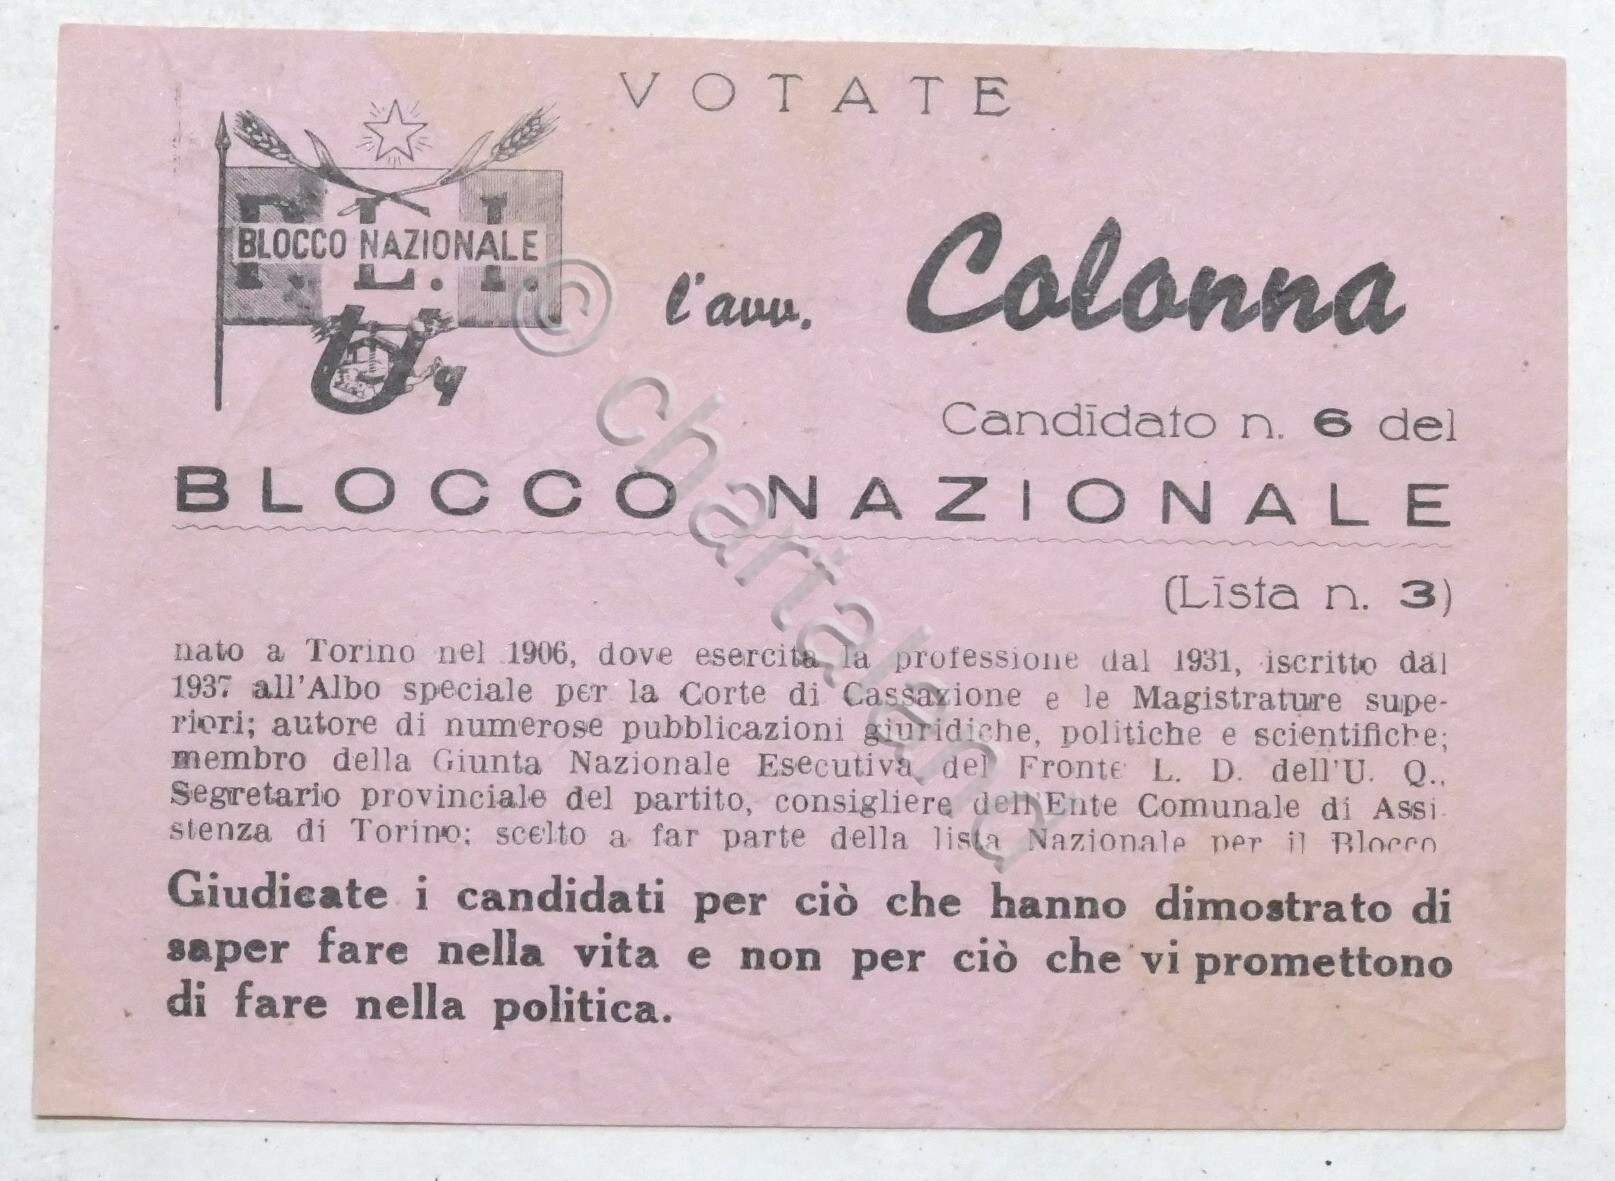 VOTATE
P. L. I.
BLOCCO NAZIONALE
U q
l'avv. Colonna
Candidato n. 6 del
BLOCCO NAZIONALE
(Lista n. 3)
nato a Torino nel 1906, dove esercita la professione dal 1931, iscritto dal
1937 all'Albo speciale per la Corte di Cassazione e le Magistrature supe-
riori; autore di numerose pubblicazioni giuridiche, politiche e scientifiche;
membro della Giunta Nazionale Esecutiva del Fronte L. D. dell'U. Q.,
Segretario provinciale del partito, consigliere dell'Ente Comunale di Assi
stenza di Torino; scelto a far parte della lista Nazionale per il Blocco
Giudicate i candidati per ciò che hanno dimostrato di
saper fare nella vita e non per ciò che vi promettono
di fare nella politica.
© chartaland